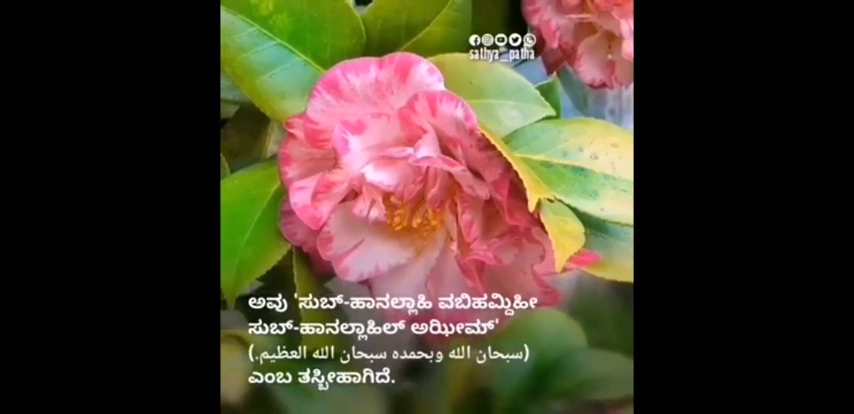 sathya_patha
ಅವು 'ಸುಬ್-ಹಾನಲ್ಲಾಹಿ ವಬಿಹಮ್ದಿಹೀ
ಸುಬ್-ಹಾನಲ್ಲಾಹಿಲ್ ಅಝೀಮ್'
(سبحان الله وبحمده سبحان الله العظيم.)
ಎಂಬ ತಸ್ಬೀಹಾಗಿದೆ.